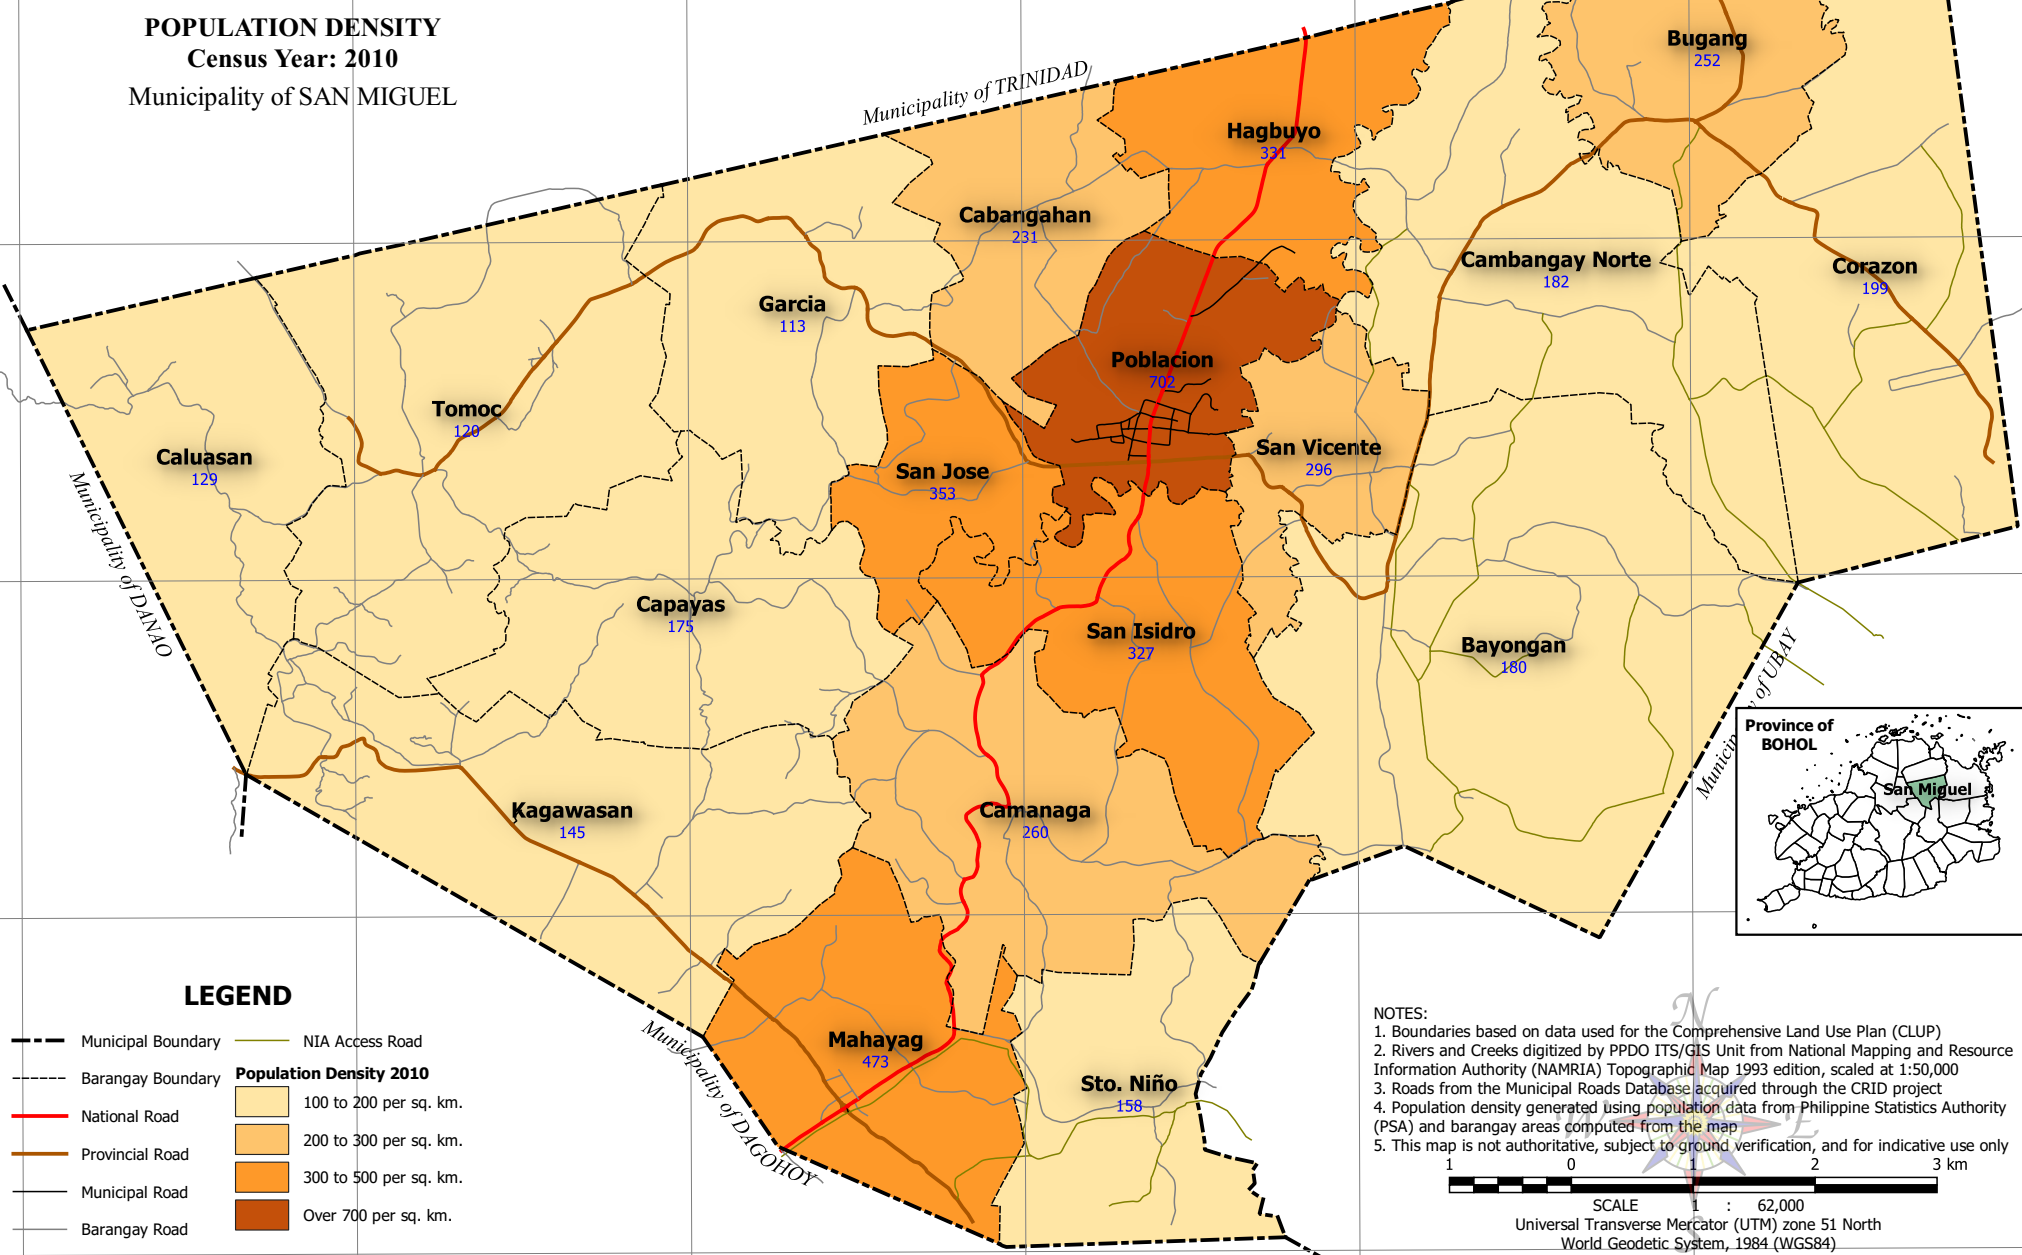 POPULATION DENSITY
Census Year: 2010
Municipality of SAN MIGUEL
Municipality of TRINIDAD
Bugang
252
Hagbuyo
331
Cabangahan
231
Cambangay Norte
182
Corazon
199
Garcia
113
Poblacion
702
Tomoc
120
Caluasan
129
San Jose
353
San Vicente
296
Municipality of DANAO
Capayas
175
San Isidro
327
Bayongan
180
Municipality of UBAY
Kagawasan
145
Camanaga
260
Mahayag
473
Sto. Niño
158
Municipality of DAGOHOY
Province of
BOHOL
San Miguel
LEGEND
Municipal Boundary
Barangay Boundary
National Road
Provincial Road
Municipal Road
Barangay Road
NIA Access Road
Population Density 2010
100 to 200 per sq. km.
200 to 300 per sq. km.
300 to 500 per sq. km.
Over 700 per sq. km.
N
W
E
S
NOTES:
1. Boundaries based on data used for the Comprehensive Land Use Plan (CLUP)
2. Rivers and Creeks digitized by PPDO ITS/GIS Unit from National Mapping and Resource
Information Authority (NAMRIA) Topographic Map 1993 edition, scaled at 1:50,000
3. Roads from the Municipal Roads Database acquired through the CRID project
4. Population density generated using population data from Philippine Statistics Authority
(PSA) and barangay areas computed from the map
5. This map is not authoritative, subject to ground verification, and for indicative use only
1 0 1 2 3 km
SCALE 1 : 62,000
Universal Transverse Mercator (UTM) zone 51 North
World Geodetic System, 1984 (WGS84)